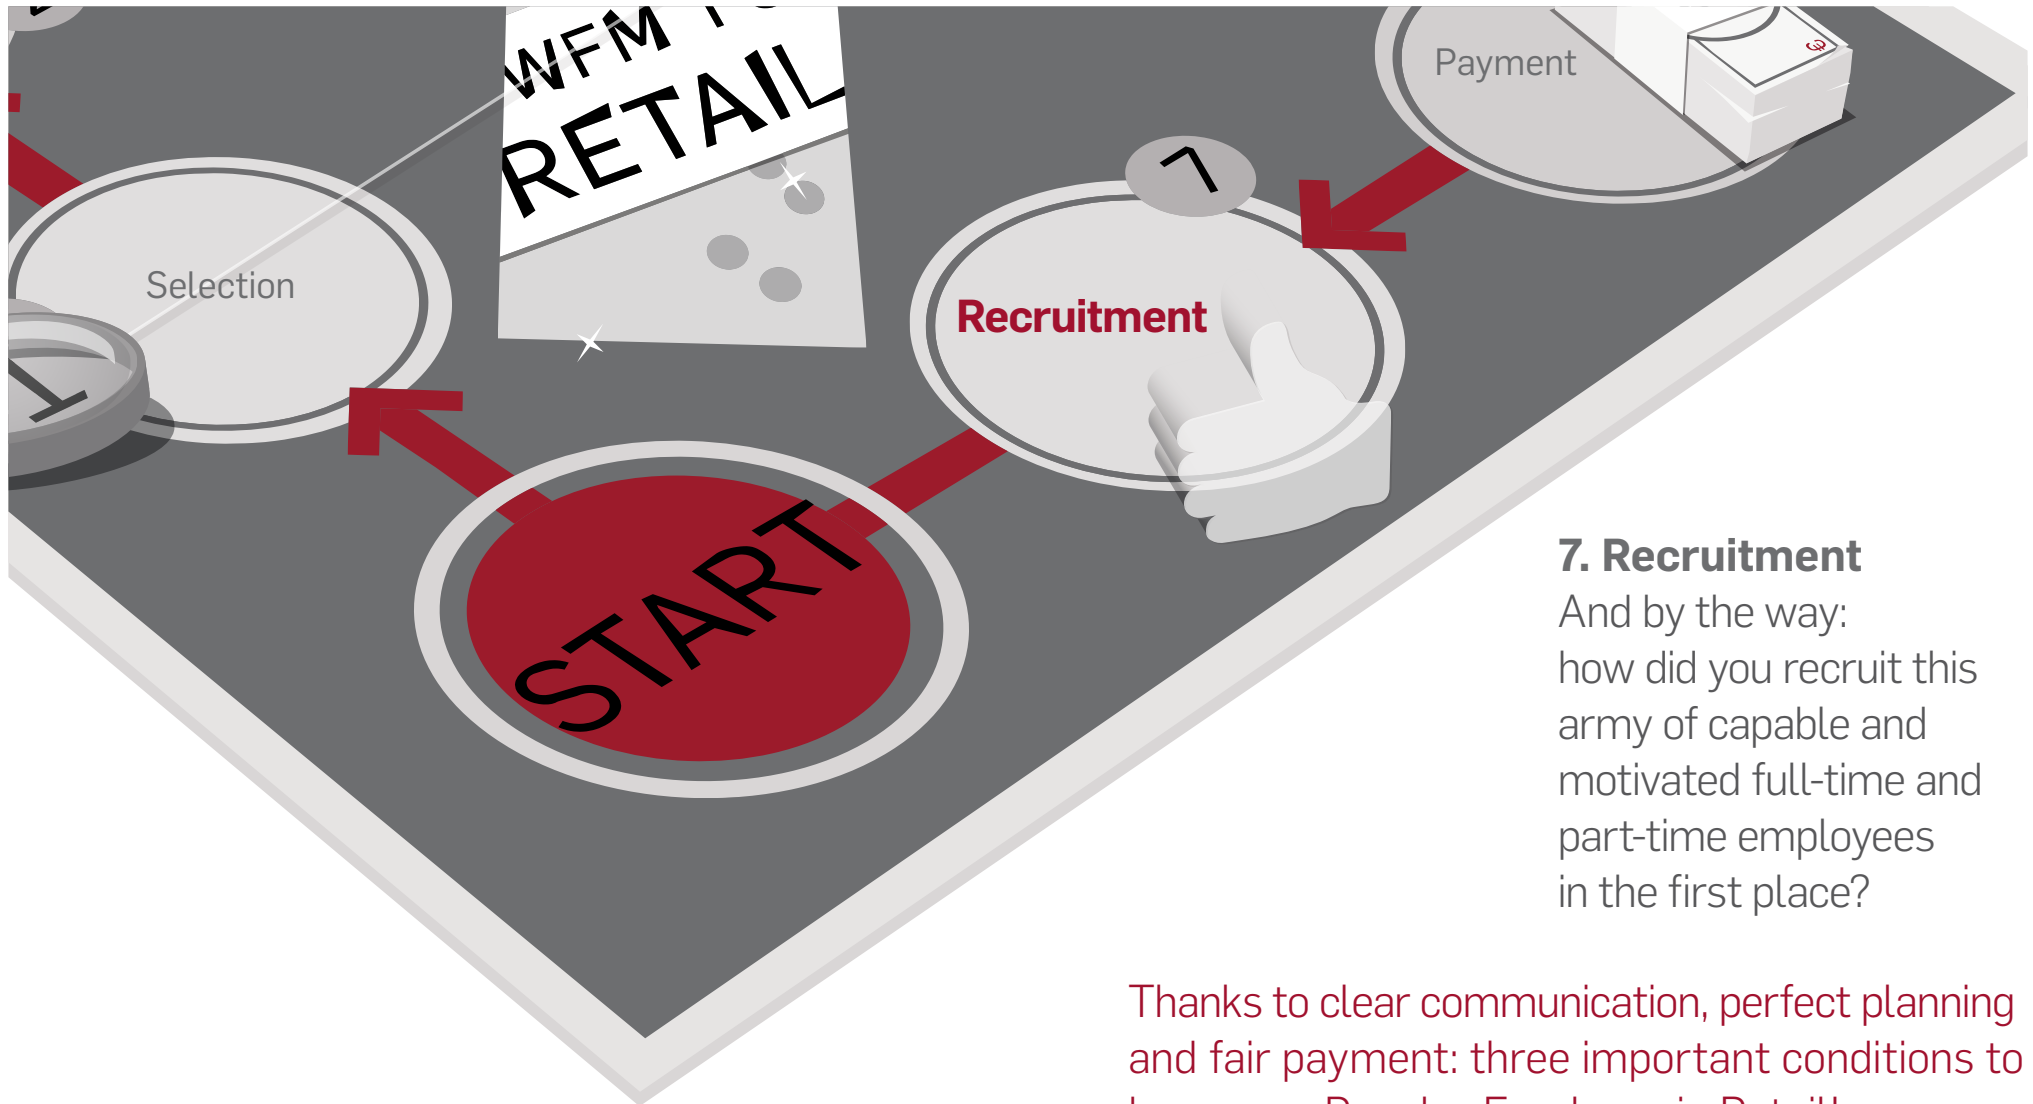 WFM
RETAIL
Payment
7
Selection
Recruitment
1
START
7. Recruitment
And by the way:
how did you recruit this
army of capable and
motivated full-time and
part-time employees
in the first place?
Thanks to clear communication, perfect planning
and fair payment: three important conditions to